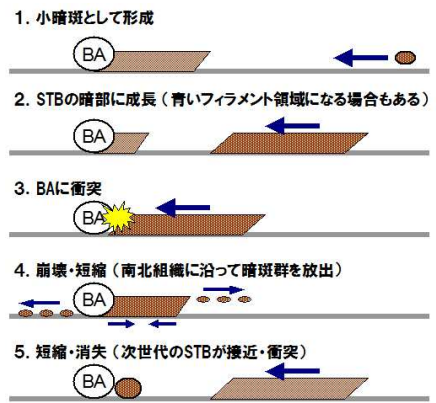 1. 小暗斑として形成
BA
2. STBの暗部に成長（青いフィラメント領域になる場合もある）
BA
3. BAに衝突
BA
4. 崩壊・短縮（南北組織に沿って暗斑群を放出）
BA
5. 短縮・消失（次世代のSTBが接近・衝突）
BA